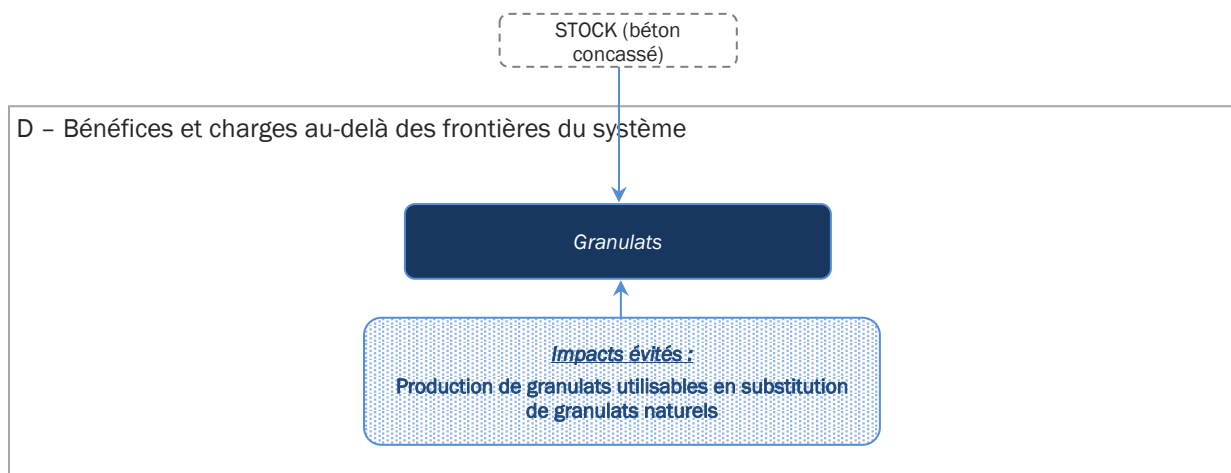 STOCK (béton
concassé)
D – Bénéfices et charges au-delà des frontières du système
Granulats
Impacts évités :
Production de granulats utilisables en substitution
de granulats naturels